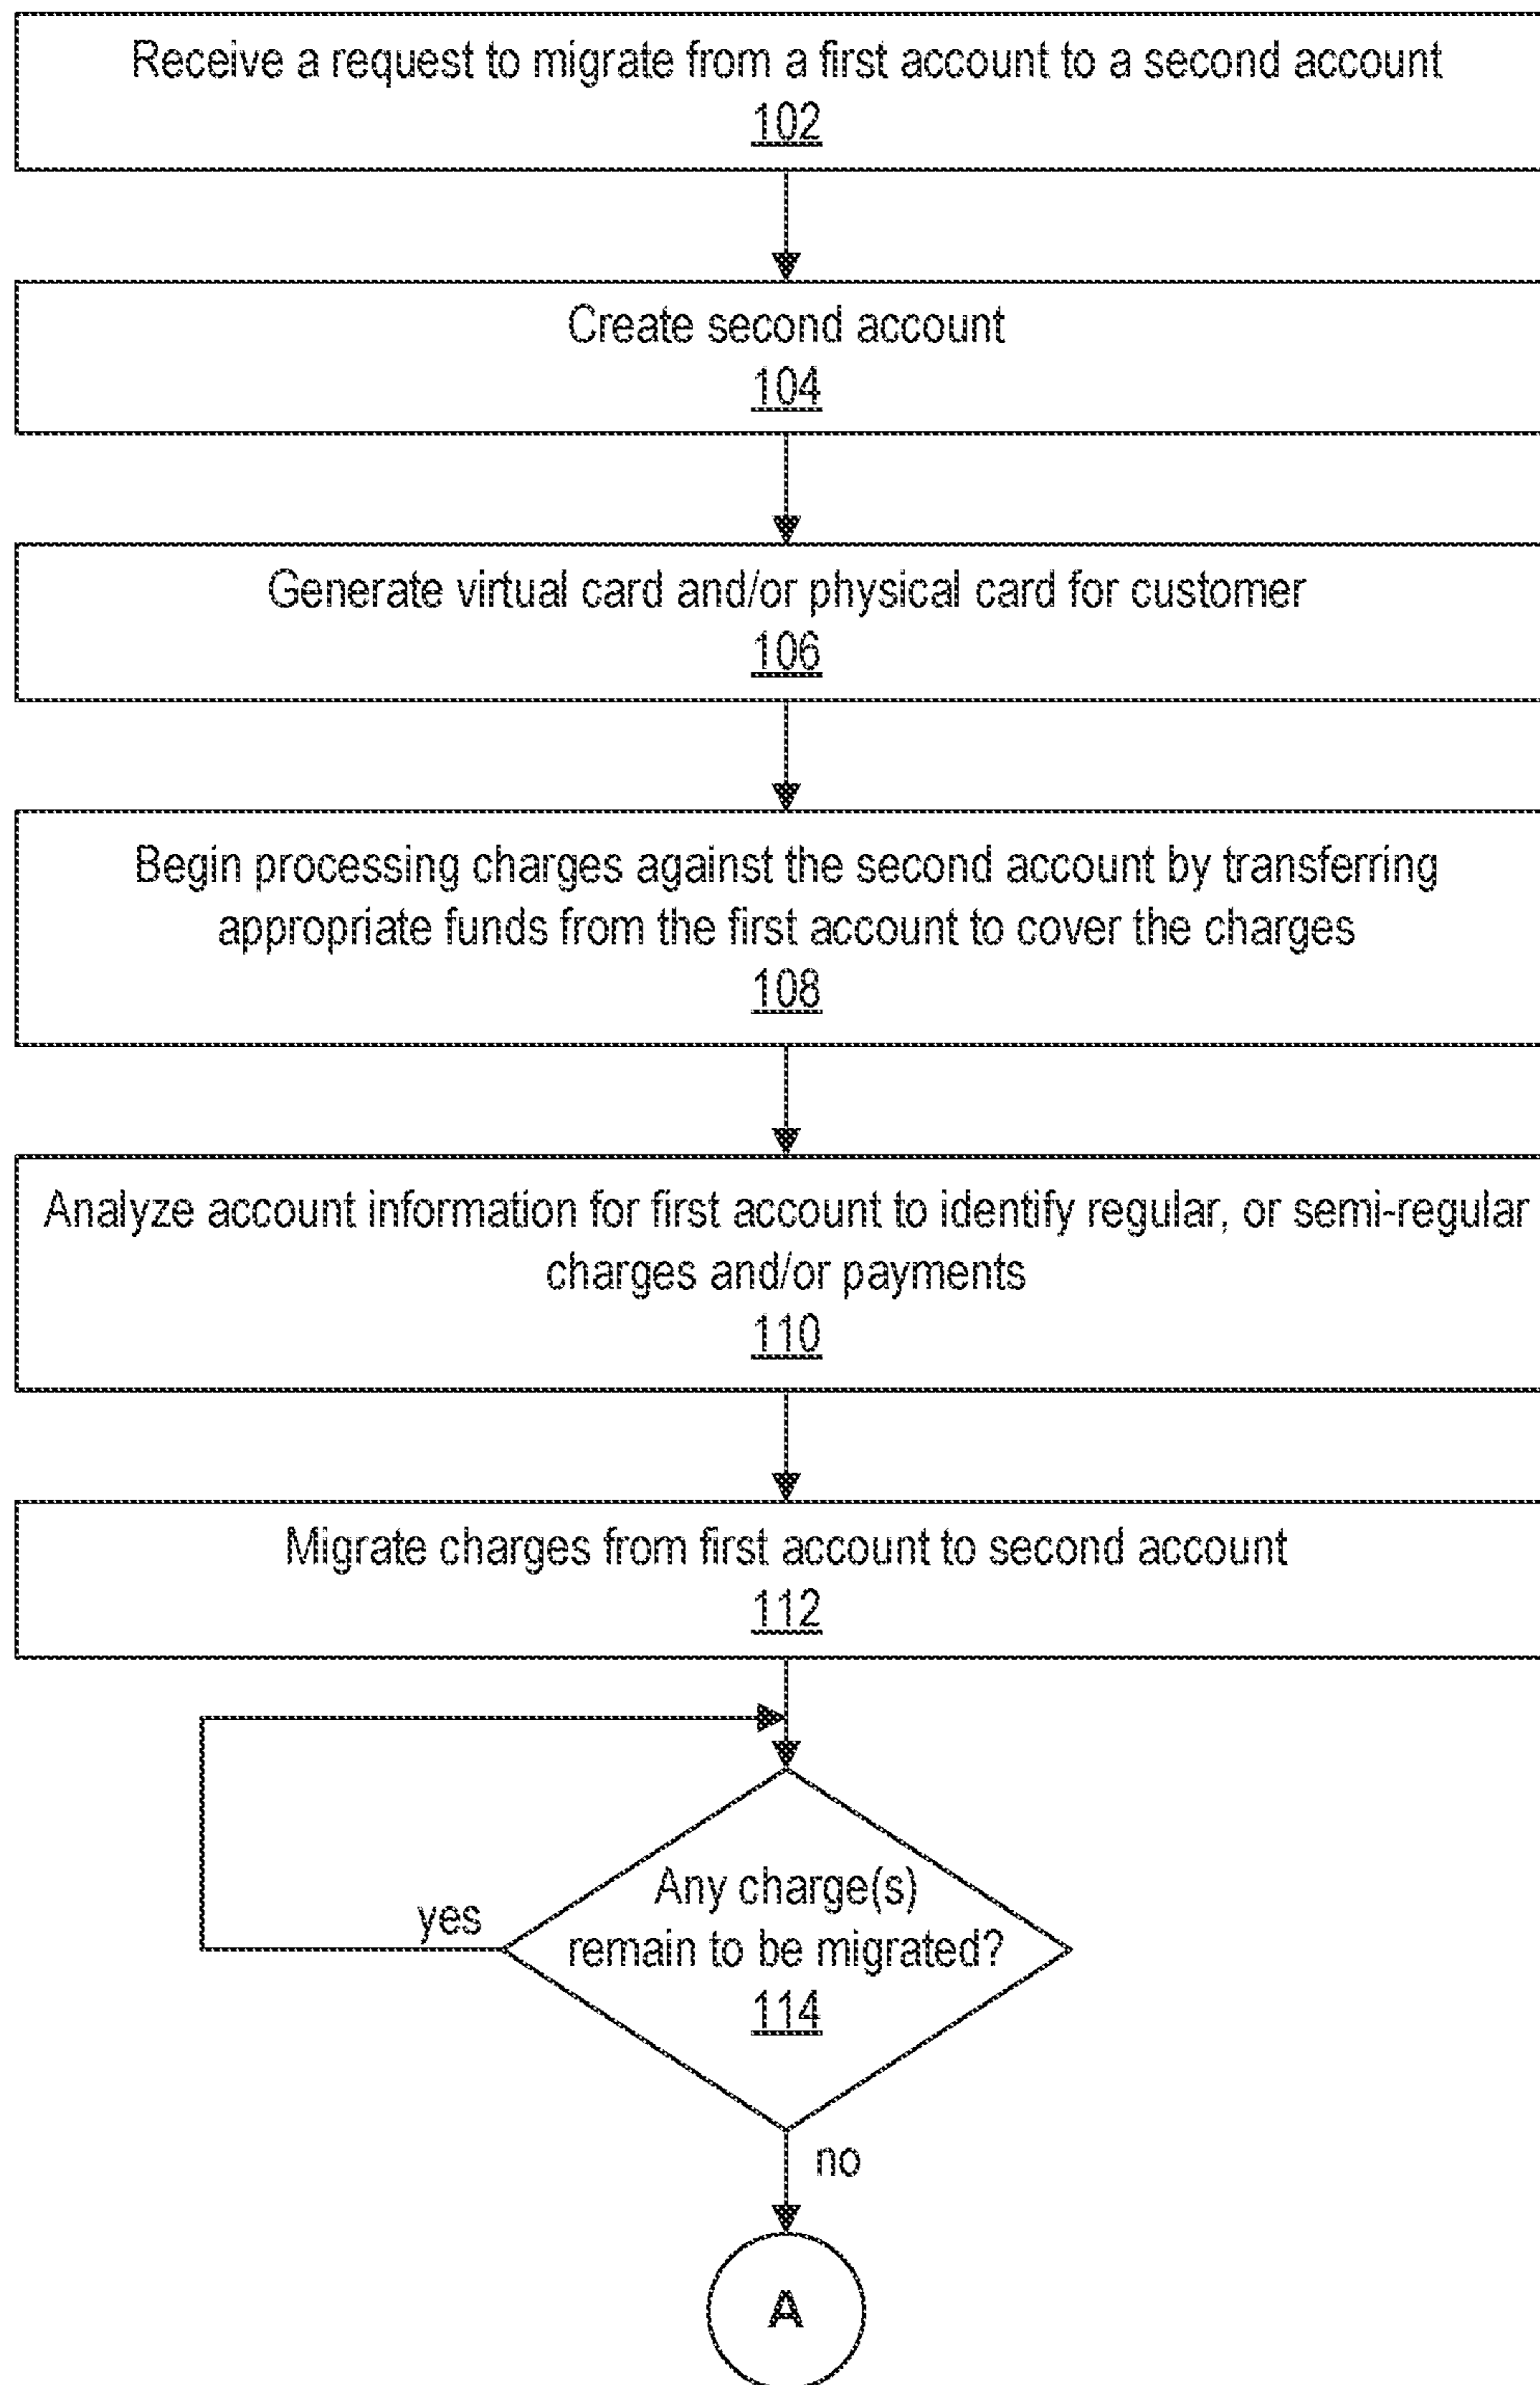 Receive a request to migrate from a first account to a second account
102
Create second account
104
Generate virtual card and/or physical card for customer
106
Begin processing charges against the second account by transferring
appropriate funds from the first account to cover the charges
108
Analyze account information for first account to identify regular, or semi-regular
charges and/or payments
110
Migrate charges from first account to second account
112
Any charge(s)
yes
remain to be migrated?
114
no
A